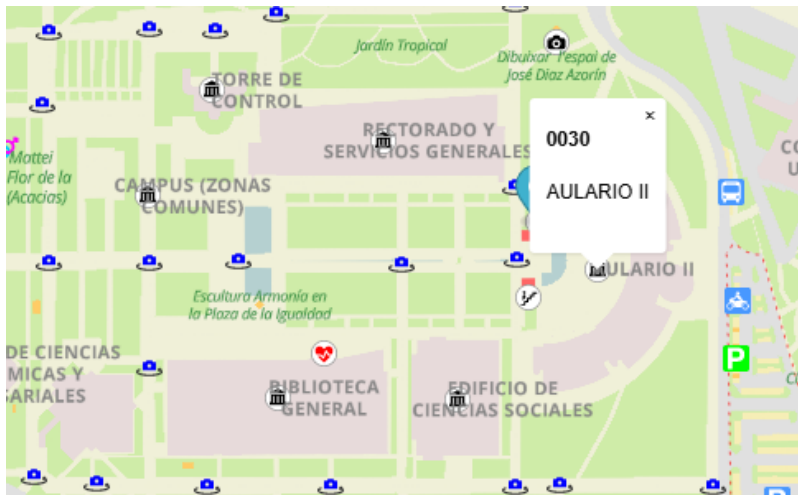 Jardín Tropical
Dibuixar l'espai de
José Díaz Azorín
TORRE DE
CONTROL
RECTORADO Y
SERVICIOS GENERALES
×
0030
AULARIO II
Mattei
Flor de la
(Acacias)
CAMPUS (ZONAS
COMUNES)
AULARIO II
Escultura Armonía en
la Plaza de la Igualdad
DE CIENCIAS
MICAS Y
SARIALES
BIBLIOTECA
GENERAL
EDIFICIO DE
CIENCIAS SOCIALES
P
CO
U